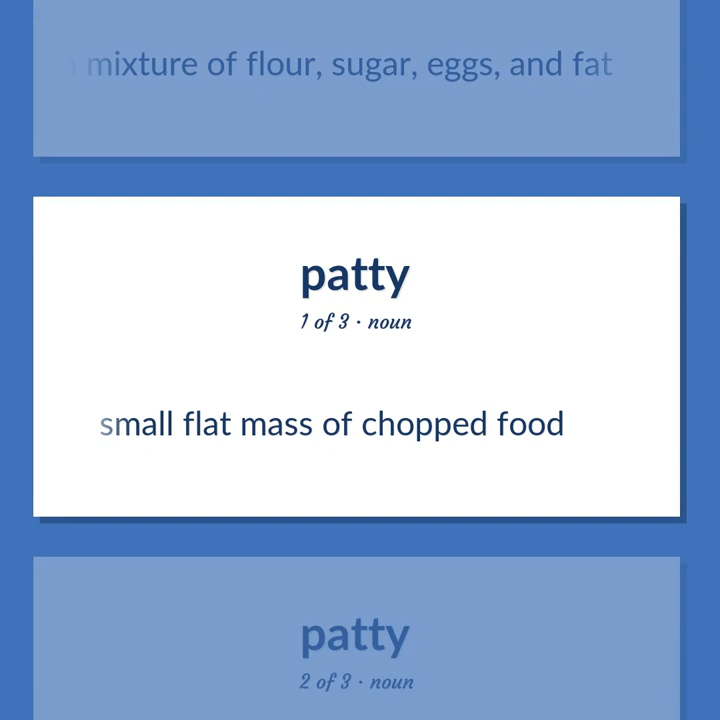 mixture of flour, sugar, eggs, and fat
patty
1 of 3 · noun
small flat mass of chopped food
patty
2 of 3 · noun